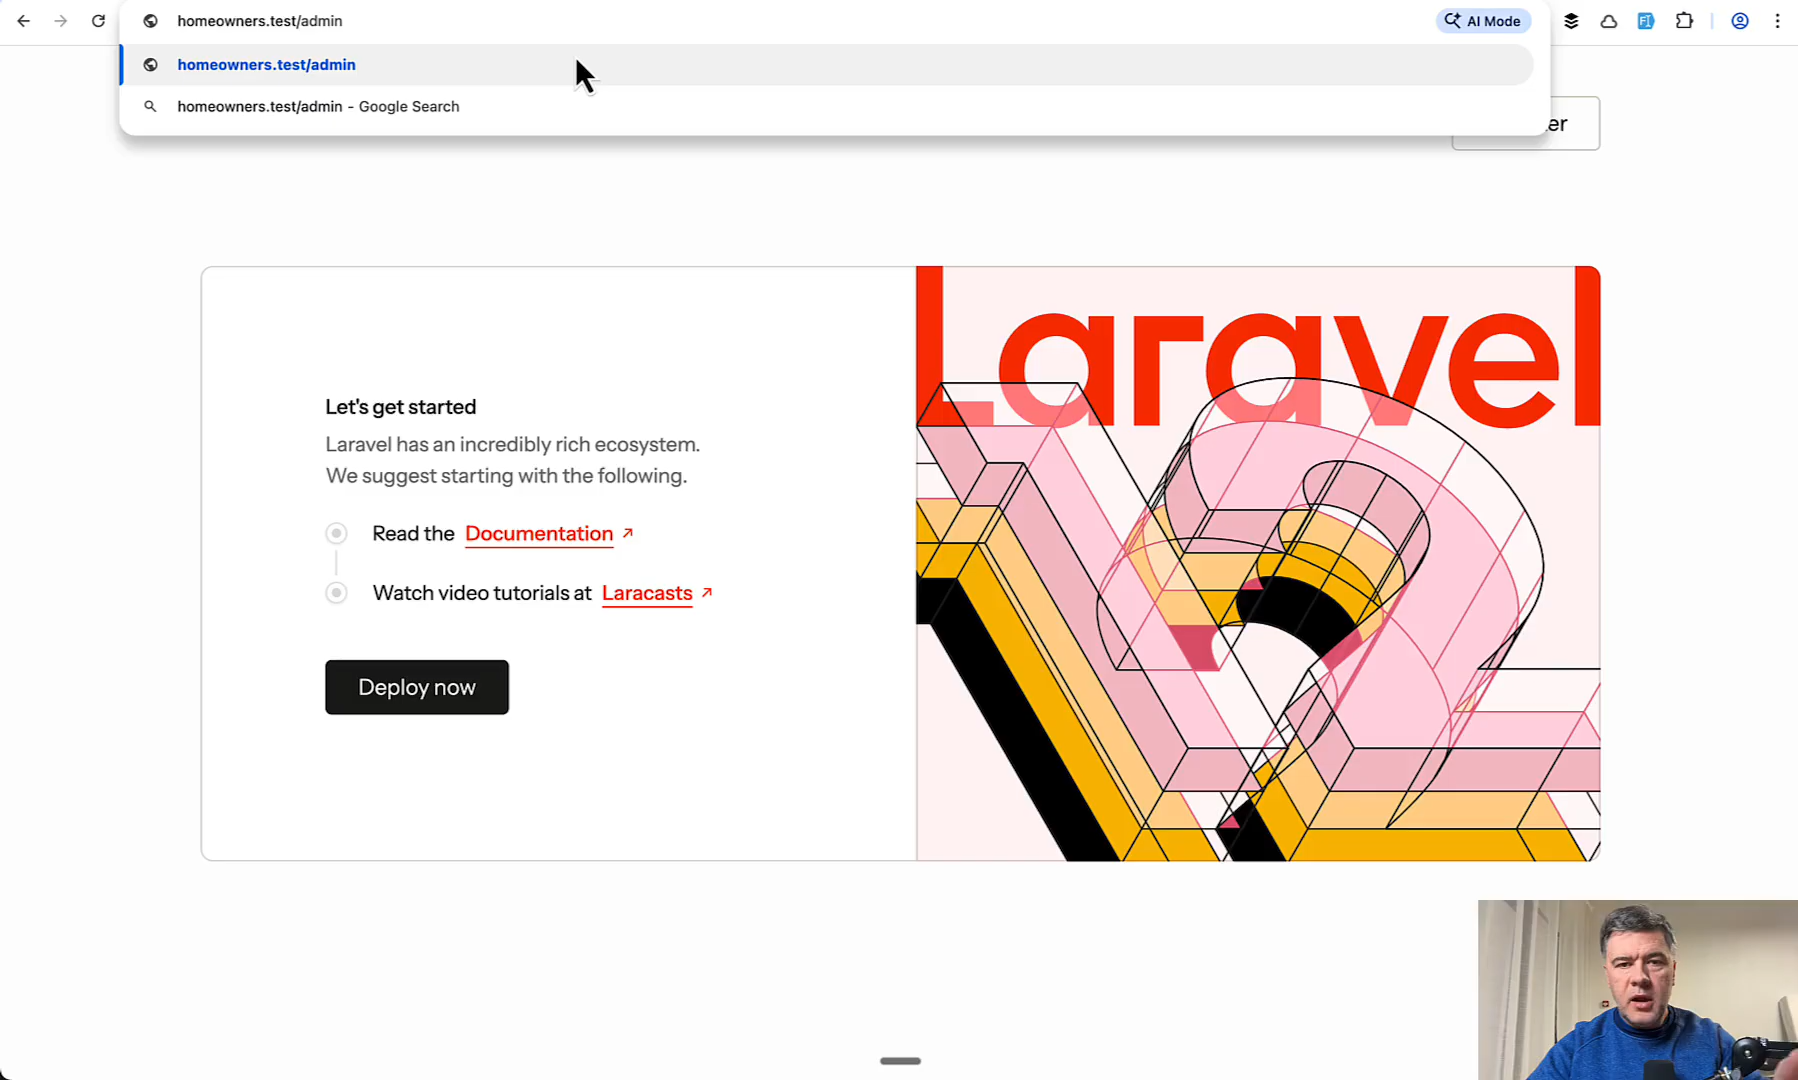 homeowners.test/admin
AI Mode
homeowners.test/admin
homeowners.test/admin - Google Search
er
Let's get started
Laravel has an incredibly rich ecosystem.
We suggest starting with the following.
Read the Documentation
Watch video tutorials at Laracasts
Deploy now
Laravel